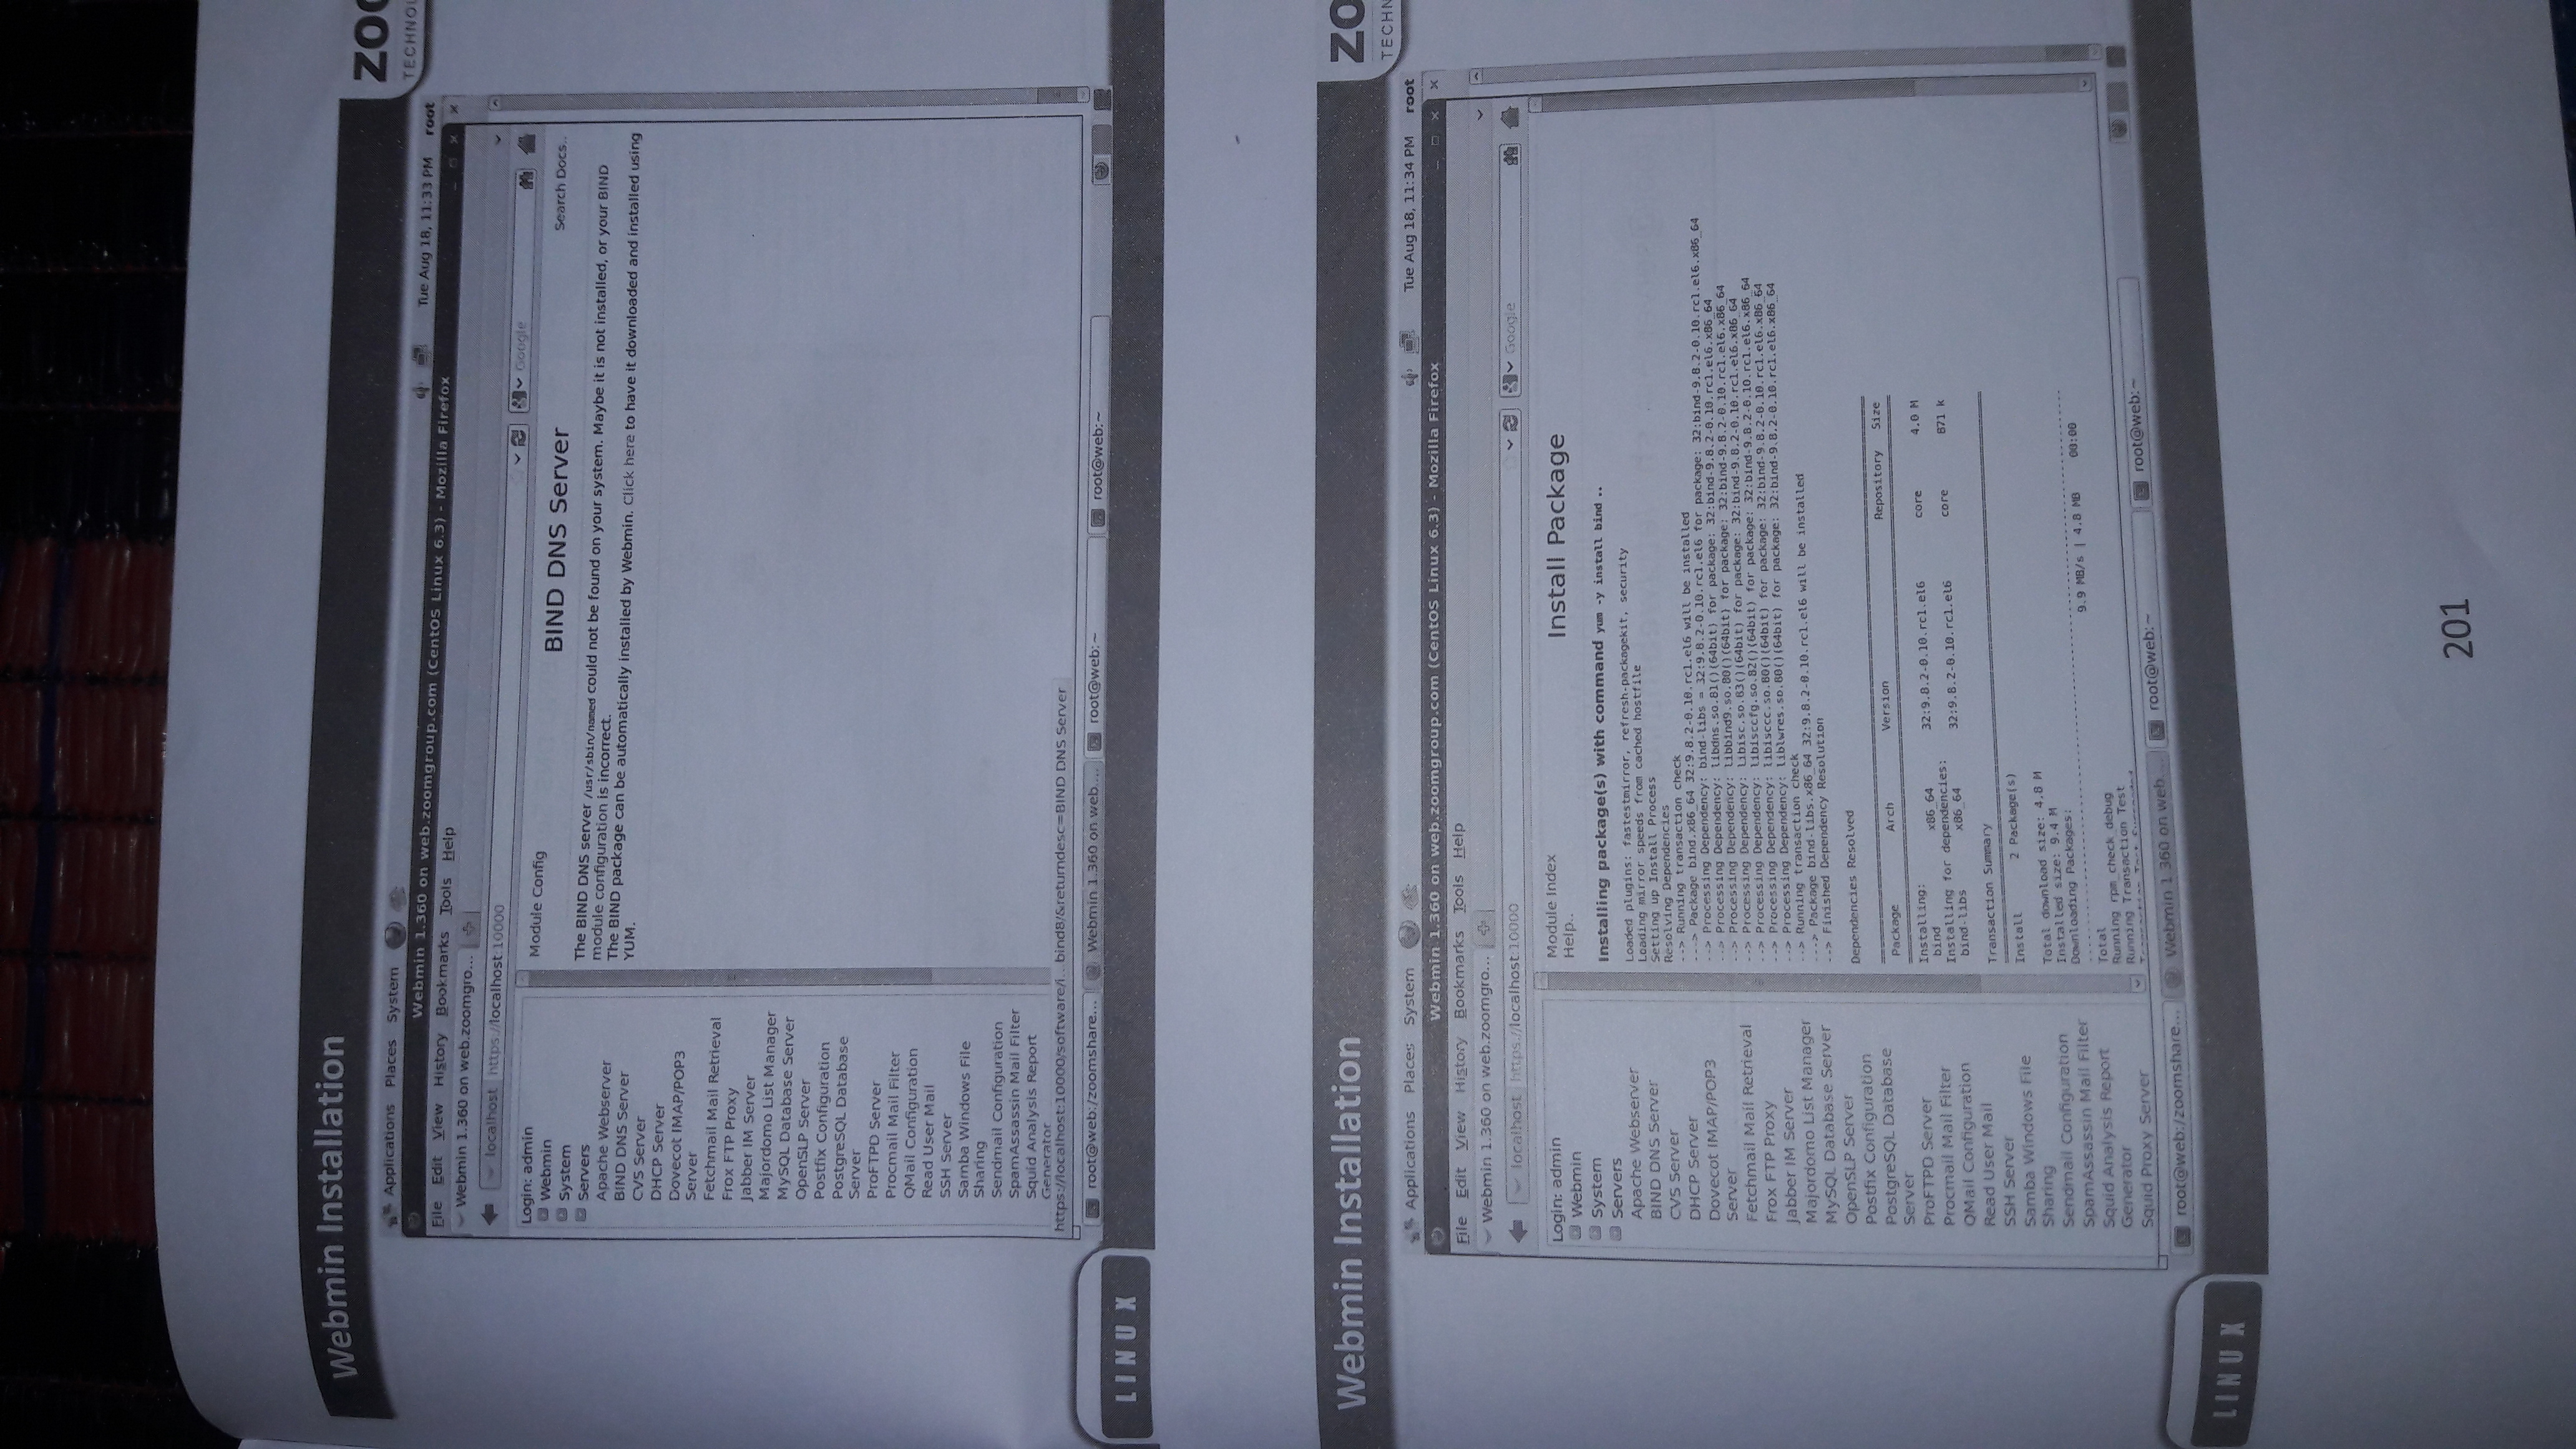 Webmin Installation
ZOO
TECHNOL
Applications Places System
Tue Aug 18, 11:33 PM root
Webmin 1.360 on web.zoomgroup.com (CentOS Linux 6.3) - Mozilla Firefox
File Edit View History Bookmarks Tools Help
Webmin 1.360 on web.zoomgro...
localhost https://localhost:10000
Google
Login: admin
Webmin
System
Servers
Apache Webserver
BIND DNS Server
CVS Server
DHCP Server
Dovecot IMAP/POP3
Server
Fetchmail Mail Retrieval
Frox FTP Proxy
Jabber IM Server
Majordomo List Manager
MySQL Database Server
OpenSLP Server
Postfix Configuration
PostgreSQL Database
Server
ProFTPD Server
Procmail Mail Filter
QMail Configuration
Read User Mail
SSH Server
Samba Windows File
Sharing
Sendmail Configuration
SpamAssassin Mail Filter
Squid Analysis Report
Generator
Module Config
BIND DNS Server
Search Docs..
The BIND DNS server /usr/sbin/named could not be found on your system. Maybe it is not installed, or your BIND
module configuration is incorrect.
The BIND package can be automatically installed by Webmin. Click here to have it downloaded and installed using
YUM.
https://localhost:10000/software/i...bind8/&returndesc=BIND DNS Server
root@web:/zoomshare... Webmin 1.360 on web.... root@web:~ root@web:~
LINUX
Webmin Installation
ZO
TECHN
Applications Places System
Tue Aug 18, 11:34 PM root
Webmin 1.360 on web.zoomgroup.com (CentOS Linux 6.3) - Mozilla Firefox
File Edit View History Bookmarks Tools Help
Webmin 1.360 on web.zoomgro...
localhost https://localhost:10000
Google
Login: admin
Webmin
System
Servers
Apache Webserver
BIND DNS Server
CVS Server
DHCP Server
Dovecot IMAP/POP3
Server
Fetchmail Mail Retrieval
Frox FTP Proxy
Jabber IM Server
Majordomo List Manager
MySQL Database Server
OpenSLP Server
Postfix Configuration
PostgreSQL Database
Server
ProFTPD Server
Procmail Mail Filter
QMail Configuration
Read User Mail
SSH Server
Samba Windows File
Sharing
Sendmail Configuration
SpamAssassin Mail Filter
Squid Analysis Report
Generator
Squid Proxy Server
Module Index
Help..
Install Package
Installing package(s) with command yum -y install bind ..
Loaded plugins: fastestmirror, refresh-packagekit, security
Loading mirror speeds from cached hostfile
Setting up Install Process
Resolving Dependencies
--> Running transaction check
---> Package bind.x86_64 32:9.8.2-0.10.rc1.el6 will be installed
--> Processing Dependency: bind-libs = 32:9.8.2-0.10.rc1.el6 for package: 32:bind-9.8.2-0.10.rc1.el6.x86_64
--> Processing Dependency: libdns.so.81()(64bit) for package: 32:bind-9.8.2-0.10.rc1.el6.x86_64
--> Processing Dependency: libbind9.so.80()(64bit) for package: 32:bind-9.8.2-0.10.rc1.el6.x86_64
--> Processing Dependency: libisc.so.83()(64bit) for package: 32:bind-9.8.2-0.10.rc1.el6.x86_64
--> Processing Dependency: libisccfg.so.82()(64bit) for package: 32:bind-9.8.2-0.10.rc1.el6.x86_64
--> Processing Dependency: libisccc.so.80()(64bit) for package: 32:bind-9.8.2-0.10.rc1.el6.x86_64
--> Processing Dependency: liblwres.so.80()(64bit) for package: 32:bind-9.8.2-0.10.rc1.el6.x86_64
--> Running transaction check
---> Package bind-libs.x86_64 32:9.8.2-0.10.rc1.el6 will be installed
--> Finished Dependency Resolution
Dependencies Resolved
Package Arch Version Repository Size
Installing:
bind x86_64 32:9.8.2-0.10.rc1.el6 core 4.0 M
Installing for dependencies:
bind-libs x86_64 32:9.8.2-0.10.rc1.el6 core 871 k
Transaction Summary
Install 2 Package(s)
Total download size: 4.8 M
Installed size: 9.4 M
Downloading Packages:
--------------------------------------------------------------------------------
Total 9.9 MB/s | 4.8 MB 00:00
Running rpm_check_debug
Running Transaction Test
root@web:/zoomshare... Webmin 1.360 on web.... root@web:~ root@web:~
LINUX
201